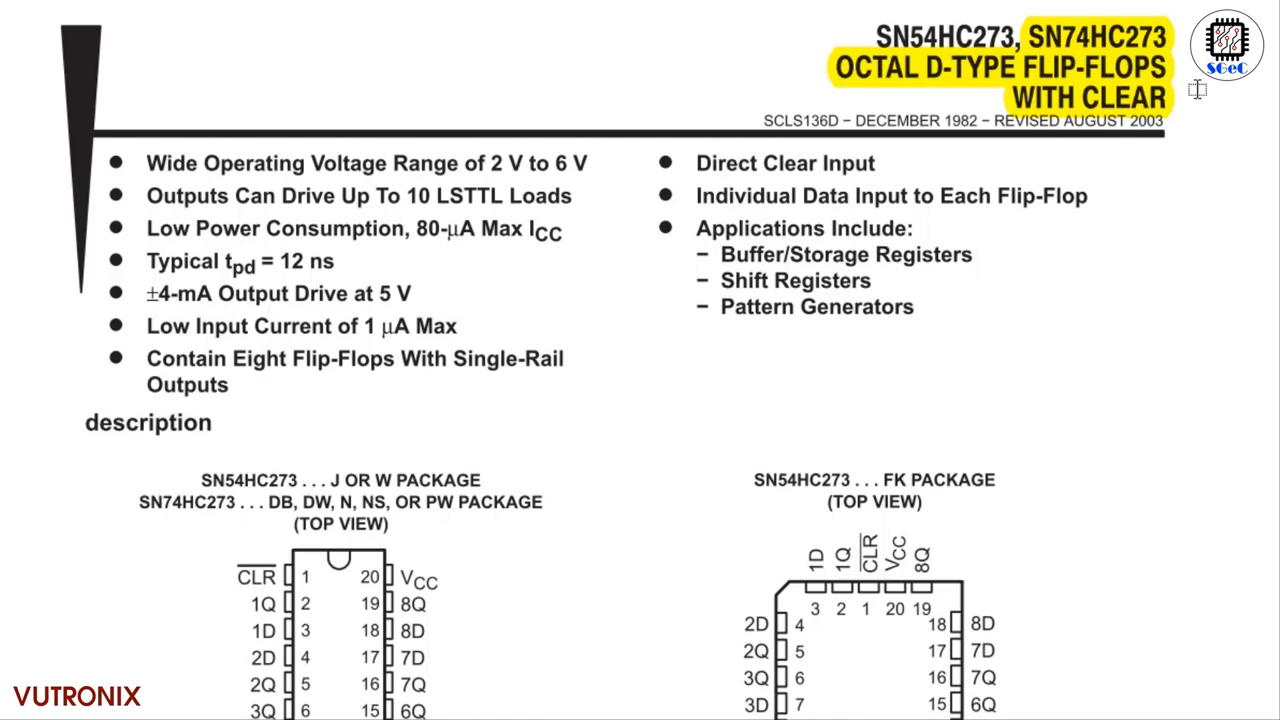 SN54HC273, SN74HC273
OCTAL D-TYPE FLIP-FLOPS
WITH CLEAR
SCLS136D − DECEMBER 1982 − REVISED AUGUST 2003
SGeC
● Wide Operating Voltage Range of 2 V to 6 V
● Outputs Can Drive Up To 10 LSTTL Loads
● Low Power Consumption, 80-μA Max ICC
● Typical tpd = 12 ns
● ±4-mA Output Drive at 5 V
● Low Input Current of 1 μA Max
● Contain Eight Flip-Flops With Single-Rail
Outputs
● Direct Clear Input
● Individual Data Input to Each Flip-Flop
● Applications Include:
− Buffer/Storage Registers
− Shift Registers
− Pattern Generators
description
SN54HC273 . . . J OR W PACKAGE
SN74HC273 . . . DB, DW, N, NS, OR PW PACKAGE
(TOP VIEW)
CLR 1 20 VCC
1Q 2 19 8Q
1D 3 18 8D
2D 4 17 7D
2Q 5 16 7Q
3Q 6 15 6Q
SN54HC273 . . . FK PACKAGE
(TOP VIEW)
1D 1Q CLR VCC 8Q
3 2 1 20 19
2D 4 18 8D
2Q 5 17 7D
3Q 6 16 7Q
3D 7 15 6Q
VUTRONIX